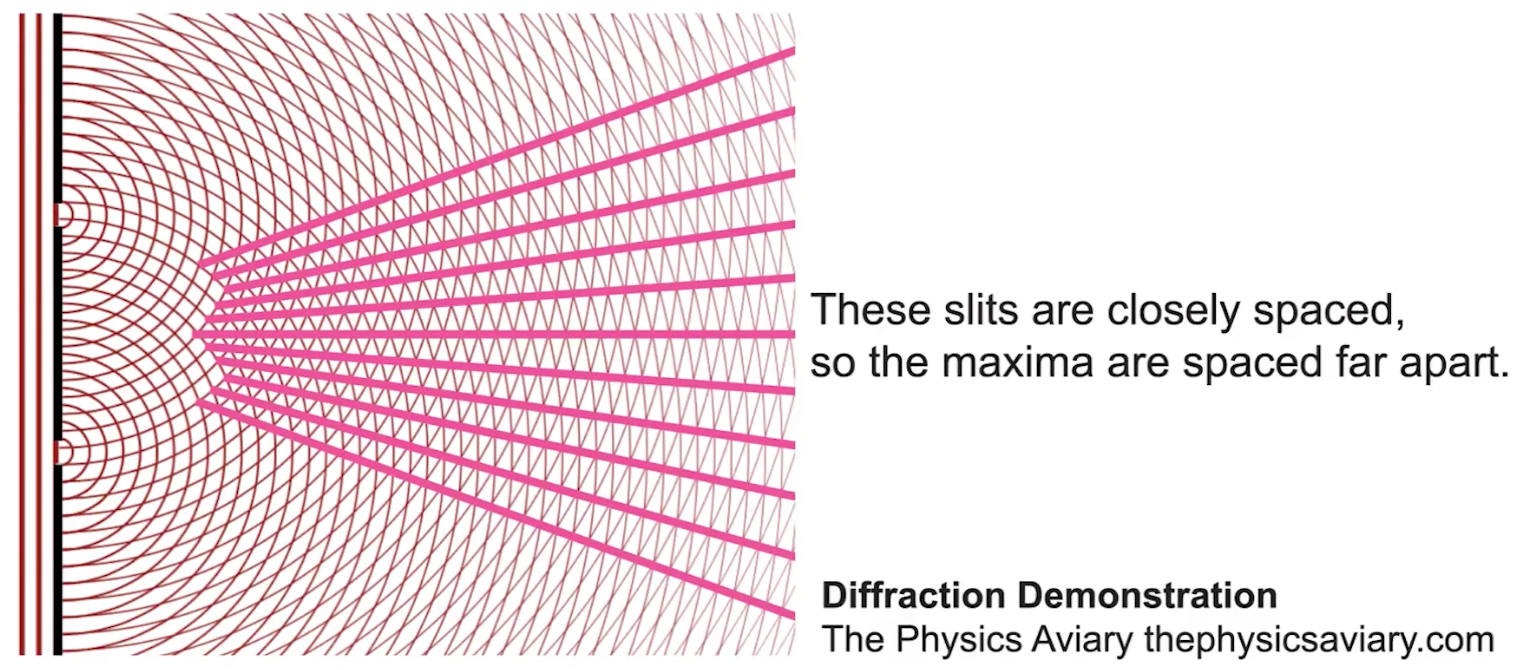 These slits are closely spaced,
so the maxima are spaced far apart.
Diffraction Demonstration
The Physics Aviary thephysicsaviary.com